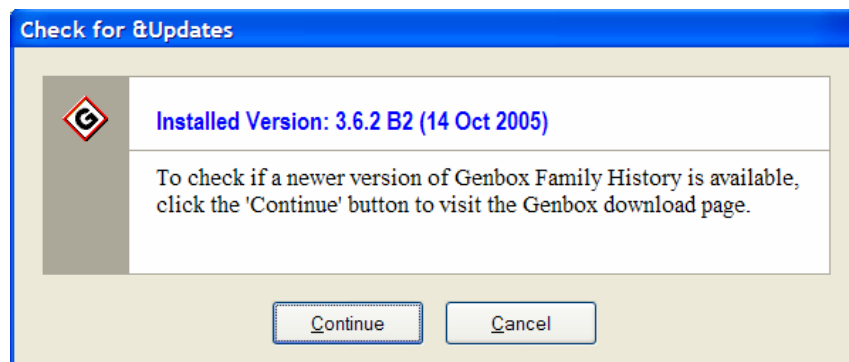 Check for &Updates
G
Installed Version: 3.6.2 B2 (14 Oct 2005)
To check if a newer version of Genbox Family History is available,
click the 'Continue' button to visit the Genbox download page.
Continue Cancel